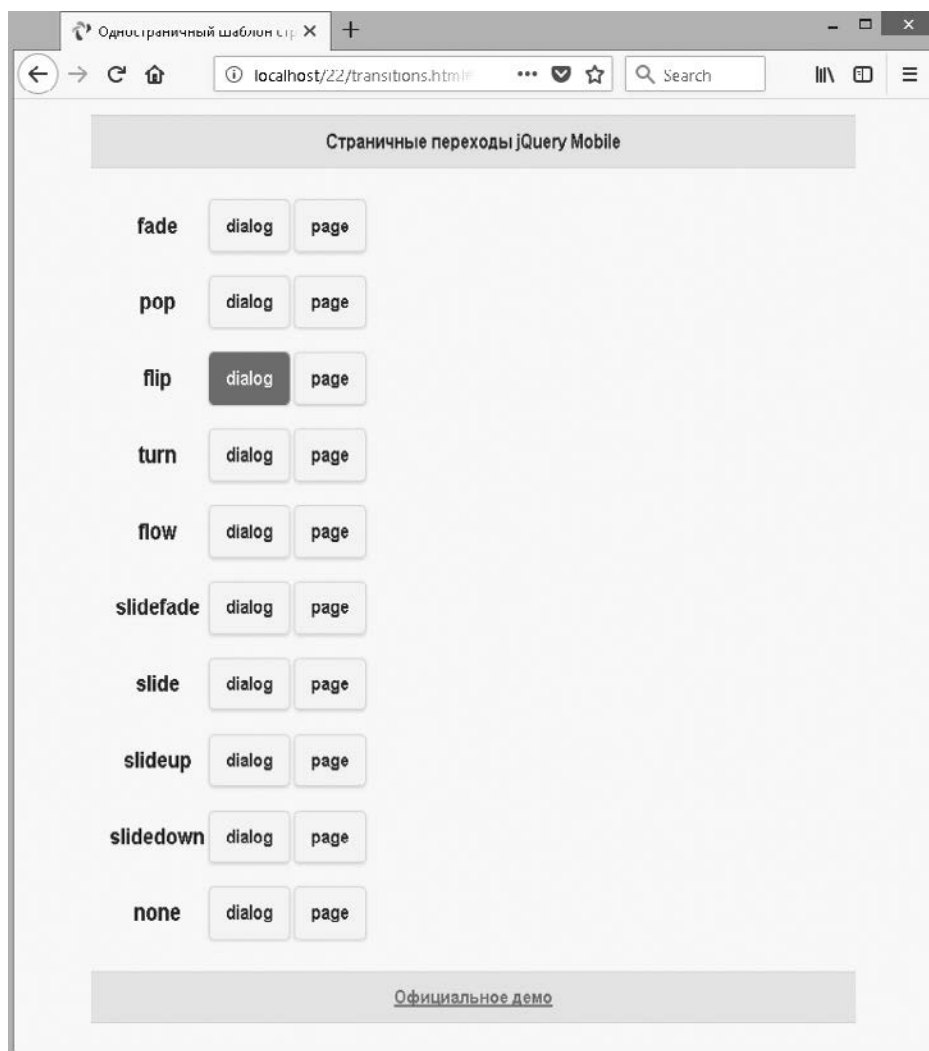 Одностраничный шаблон стр
localhost/22/transitions.html#
Search
Страничные переходы jQuery Mobile
fade dialog page
pop dialog page
flip dialog page
turn dialog page
flow dialog page
slidefade dialog page
slide dialog page
slideup dialog page
slidedown dialog page
none dialog page
Официальное демо